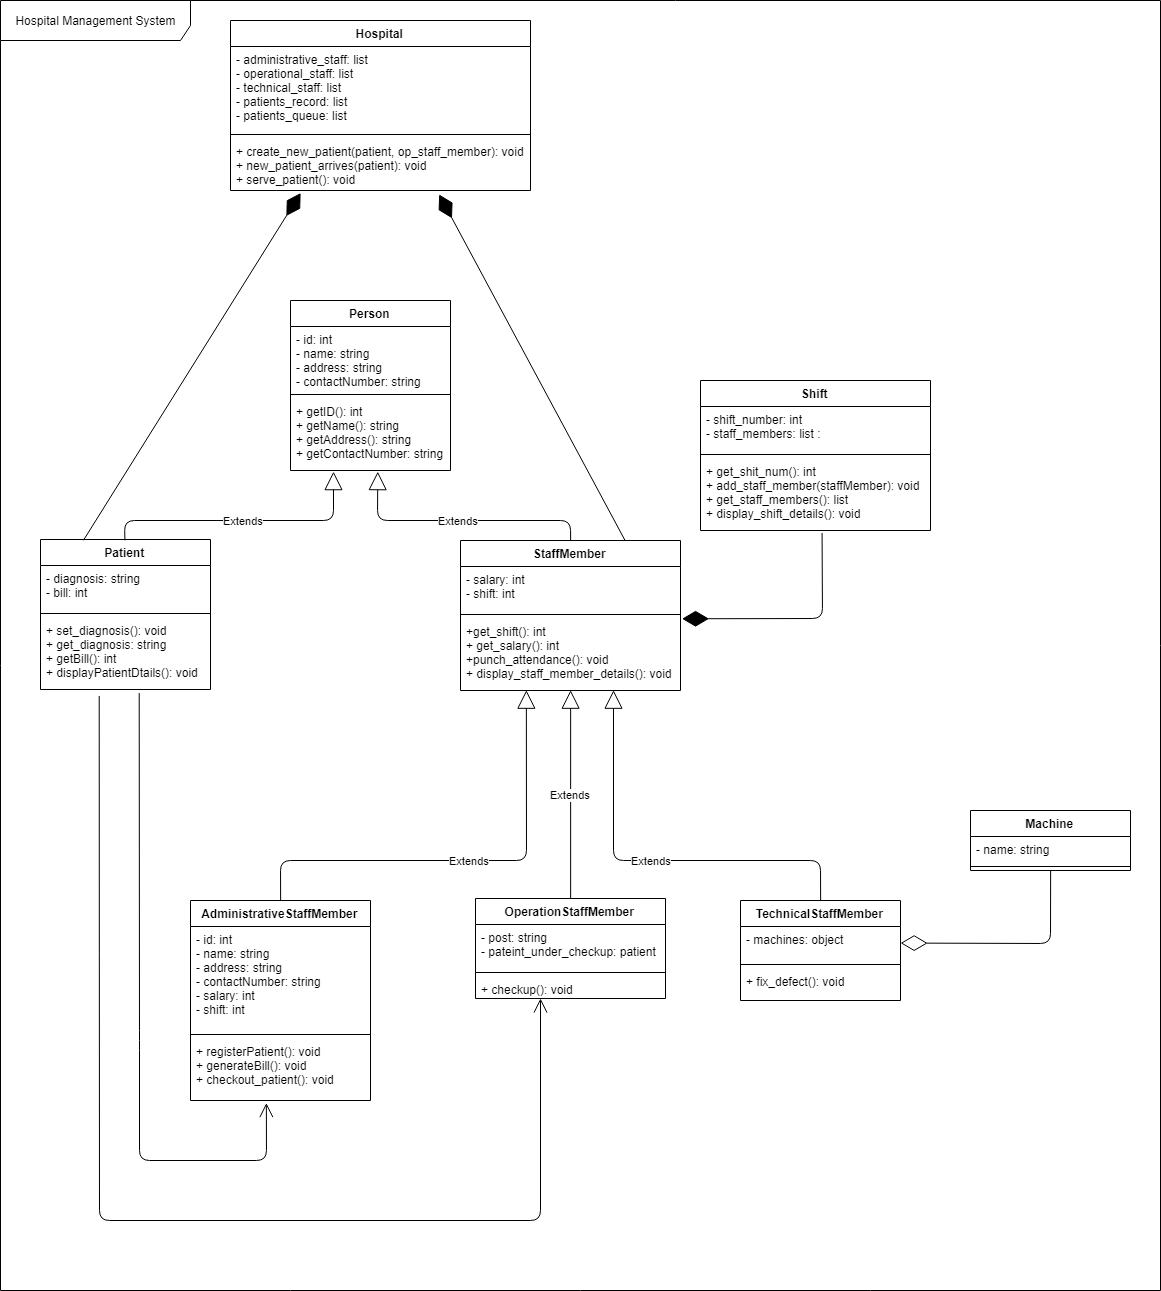 Hospital Management System
Hospital
- administrative_staff: list
- operational_staff: list
- technical_staff: list
- patients_record: list
- patients_queue: list
+ create_new_patient(patient, op_staff_member): void
+ new_patient_arrives(patient): void
+ serve_patient(): void
Person
- id: int
- name: string
- address: string
- contactNumber: string
+ getID(): int
+ getName(): string
+ getAddress(): string
+ getContactNumber: string
Shift
- shift_number: int
- staff_members: list :
+ get_shit_num(): int
+ add_staff_member(staffMember): void
+ get_staff_members(): list
+ display_shift_details(): void
Extends
Extends
Patient
- diagnosis: string
- bill: int
+ set_diagnosis(): void
+ get_diagnosis: string
+ getBill(): int
+ displayPatientDtails(): void
StaffMember
- salary: int
- shift: int
+get_shift(): int
+ get_salary(): int
+punch_attendance(): void
+ display_staff_member_details(): void
Extends
Extends
Extends
Machine
- name: string
AdministrativeStaffMember
- id: int
- name: string
- address: string
- contactNumber: string
- salary: int
- shift: int
+ registerPatient(): void
+ generateBill(): void
+ checkout_patient(): void
OperationStaffMember
- post: string
- pateint_under_checkup: patient
+ checkup(): void
TechnicalStaffMember
- machines: object
+ fix_defect(): void